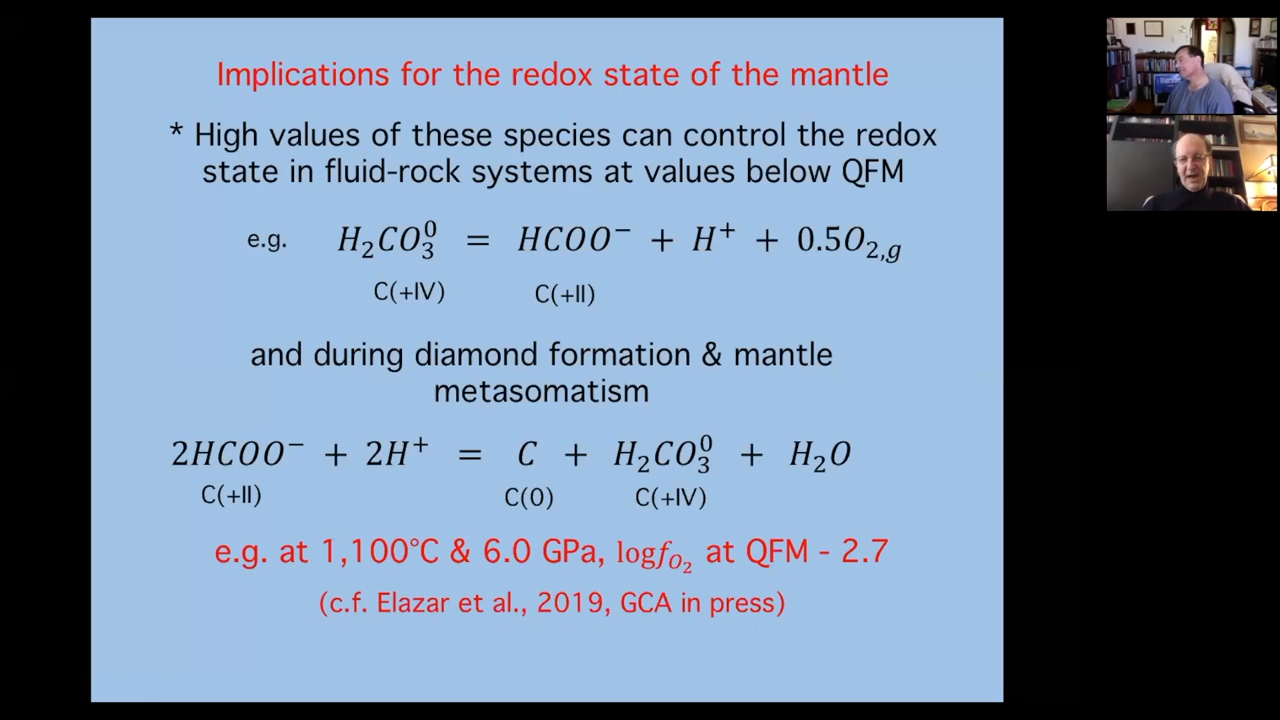 Implications for the redox state of the mantle
* High values of these species can control the redox
state in fluid-rock systems at values below QFM
e.g. H₂CO₃⁰ = HCOO⁻ + H⁺ + 0.5O₂,g
C(+IV) C(+II)
and during diamond formation & mantle
metasomatism
2HCOO⁻ + 2H⁺ = C + H₂CO₃⁰ + H₂O
C(+II) C(0) C(+IV)
e.g. at 1,100°C & 6.0 GPa, logfO₂ at QFM - 2.7
(c.f. Elazar et al., 2019, GCA in press)